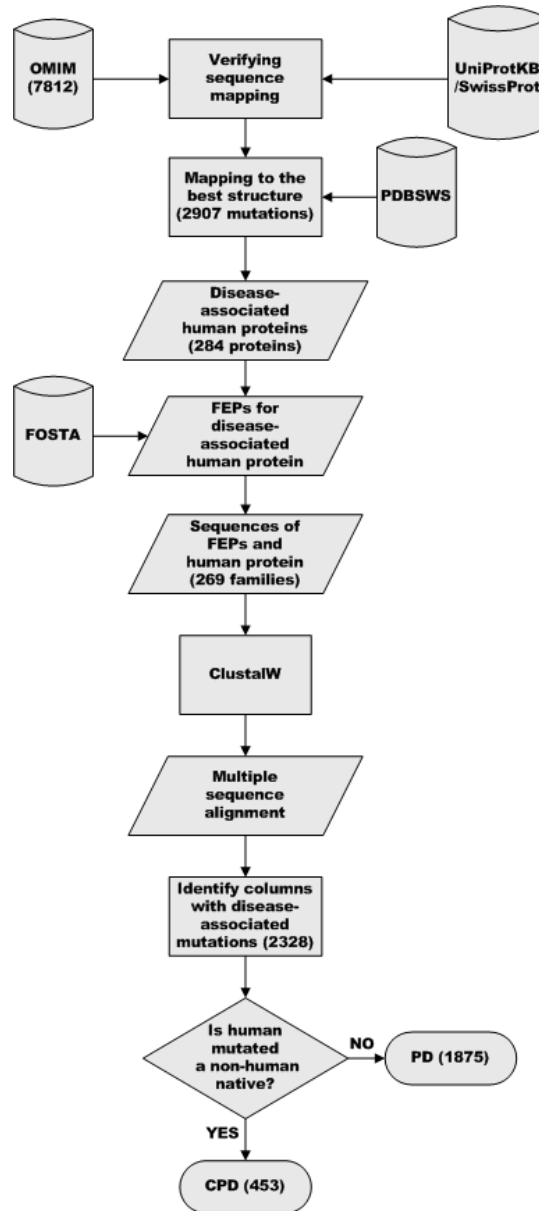 OMIM
(7812)
Verifying
sequence
mapping
UniProtKB
/SwissProt
Mapping to the
best structure
(2907 mutations)
PDBSWS
Disease-
associated
human proteins
(284 proteins)
FOSTA
FEPs for
disease-
associated
human protein
Sequences of
FEPs and
human protein
(269 families)
ClustalW
Multiple
sequence
alignment
Identify columns
with disease-
associated
mutations (2328)
Is human
mutated
a non-human
native?
NO
PD (1875)
YES
CPD (453)